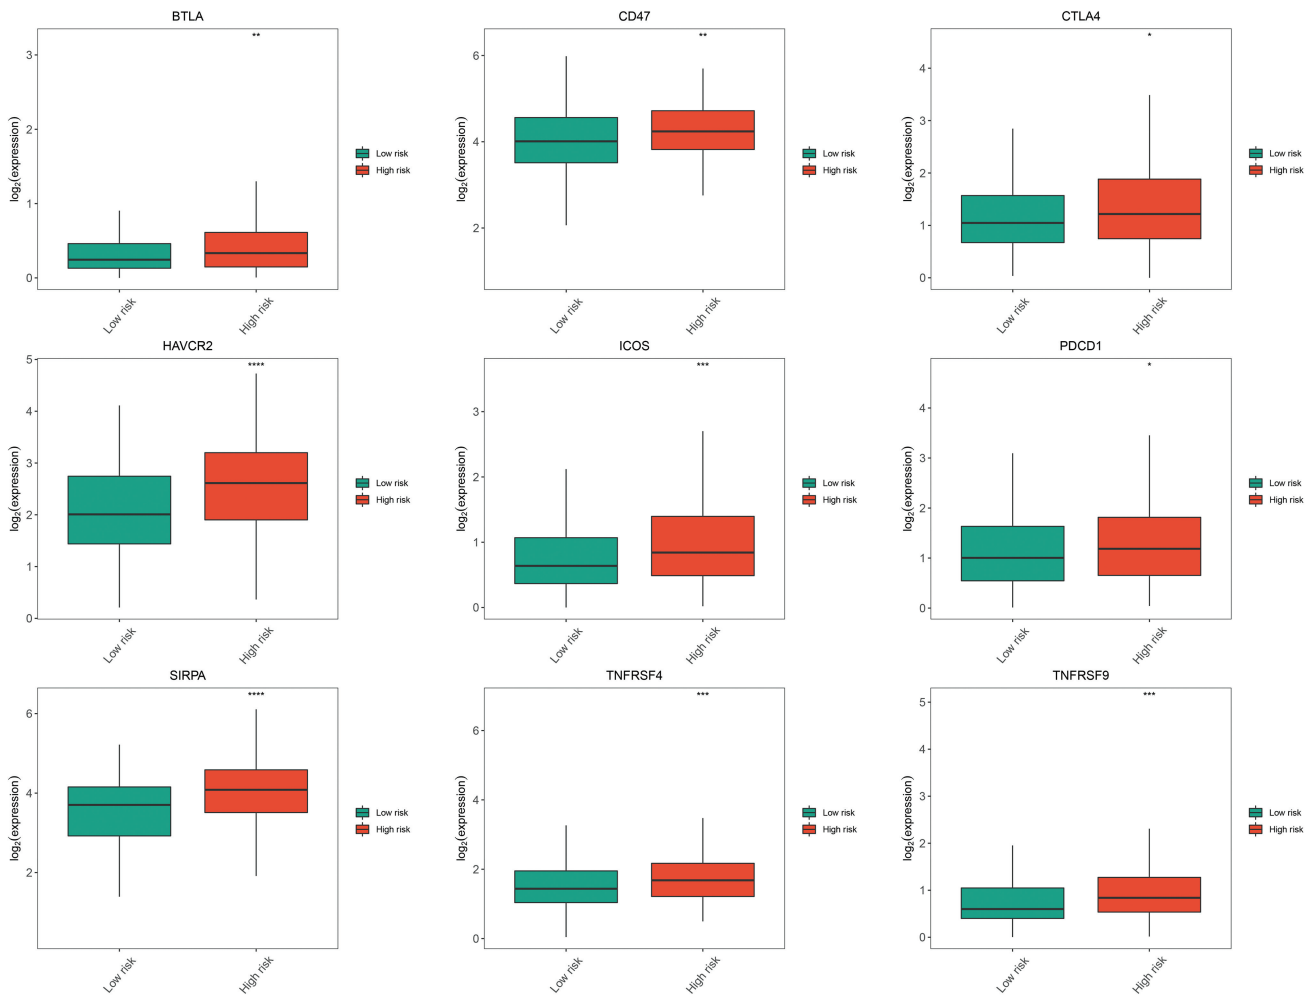 BTLA
**
log₂(expression)
3
2
1
0
Low risk
High risk
Low risk
High risk
CD47
**
log₂(expression)
6
4
2
Low risk
High risk
Low risk
High risk
CTLA4
*
log₂(expression)
4
3
2
1
0
Low risk
High risk
Low risk
High risk
HAVCR2
****
log₂(expression)
5
4
3
2
1
0
Low risk
High risk
Low risk
High risk
ICOS
***
log₂(expression)
3
2
1
0
Low risk
High risk
Low risk
High risk
PDCD1
*
log₂(expression)
4
3
2
1
0
Low risk
High risk
Low risk
High risk
SIRPA
****
log₂(expression)
6
4
2
Low risk
High risk
Low risk
High risk
TNFRSF4
***
log₂(expression)
6
4
2
0
Low risk
High risk
Low risk
High risk
TNFRSF9
***
log₂(expression)
5
4
3
2
1
0
Low risk
High risk
Low risk
High risk